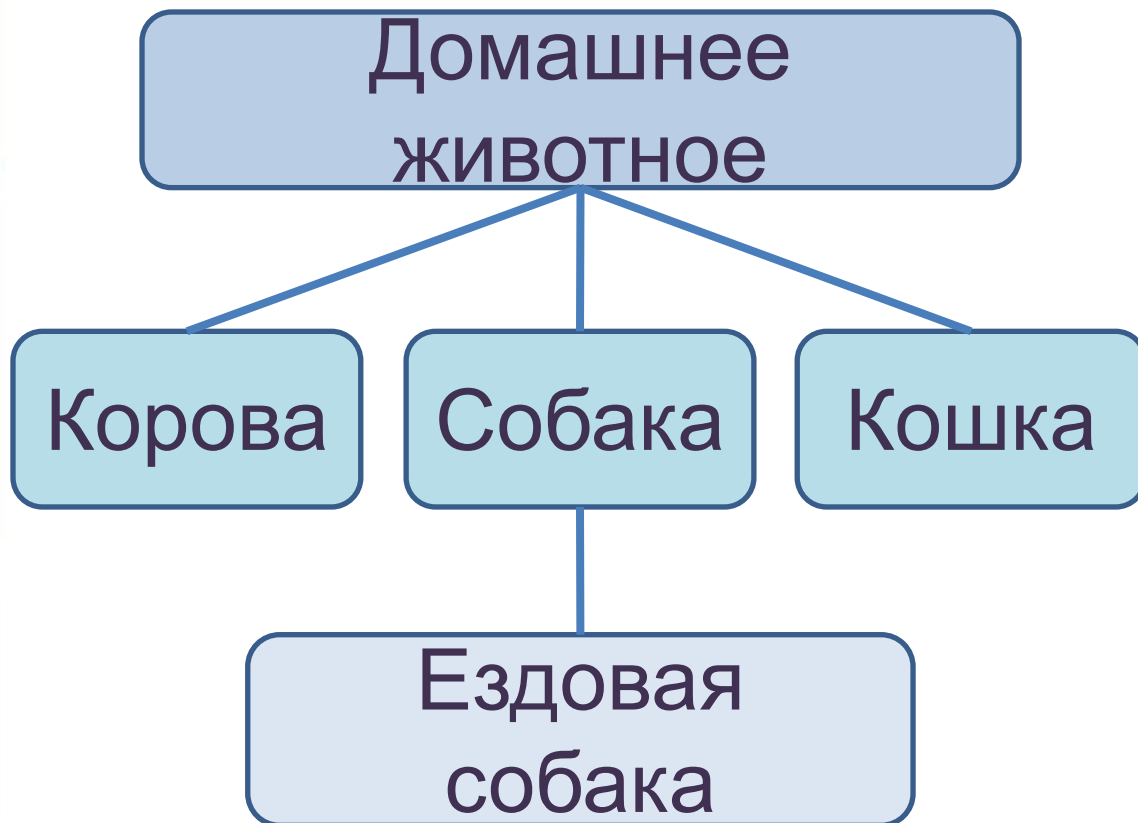 Домашнее
животное
Корова
Собака
Кошка
Ездовая
собака